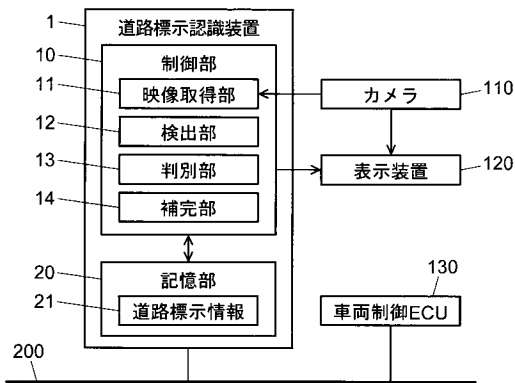 1
道路標示認識装置
10
制御部
11
映像取得部
カメラ
110
12
検出部
13
判別部
表示装置
120
14
補完部
20
記憶部
130
21
道路標示情報
車両制御ECU
200